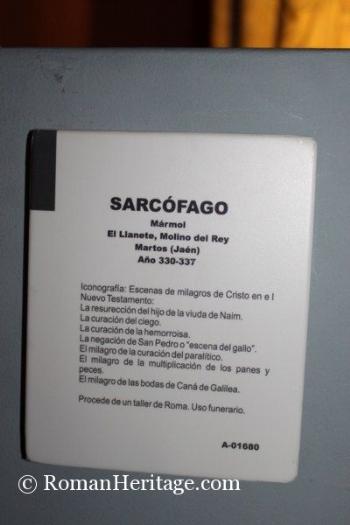 SARCÓFAGO
Mármol
El Llanete, Molino del Rey
Martos (Jaén)
Año 330-337
Iconografía: Escenas de milagros de Cristo en e l
Nuevo Testamento:
La resurección del hijo de la viuda de Naim.
La curación del ciego.
La curación de la hemorroisa.
La negación de San Pedro o “escena del gallo”.
El milagro de la curación del paralítico.
El milagro de la multiplicación de los panes y
peces.
El milagro de las bodas de Caná de Galilea.
Procede de un taller de Roma. Uso funerario.
A-01680
© RomanHeritage.com